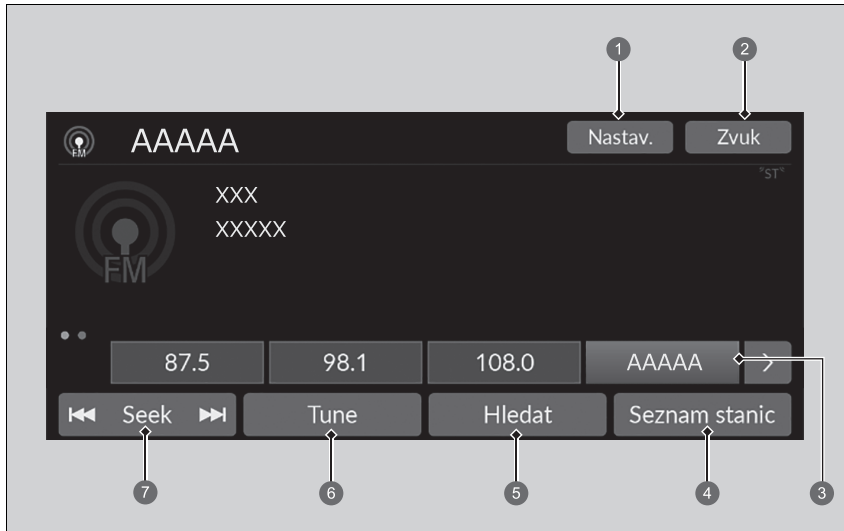 1 2
FM AAAAA Nastav. Zvuk
"ST"
XXX
XXXXX
FM
87.5 98.1 108.0 AAAAA >
Seek Tune Hledat Seznam stanic
7 6 5 4 3